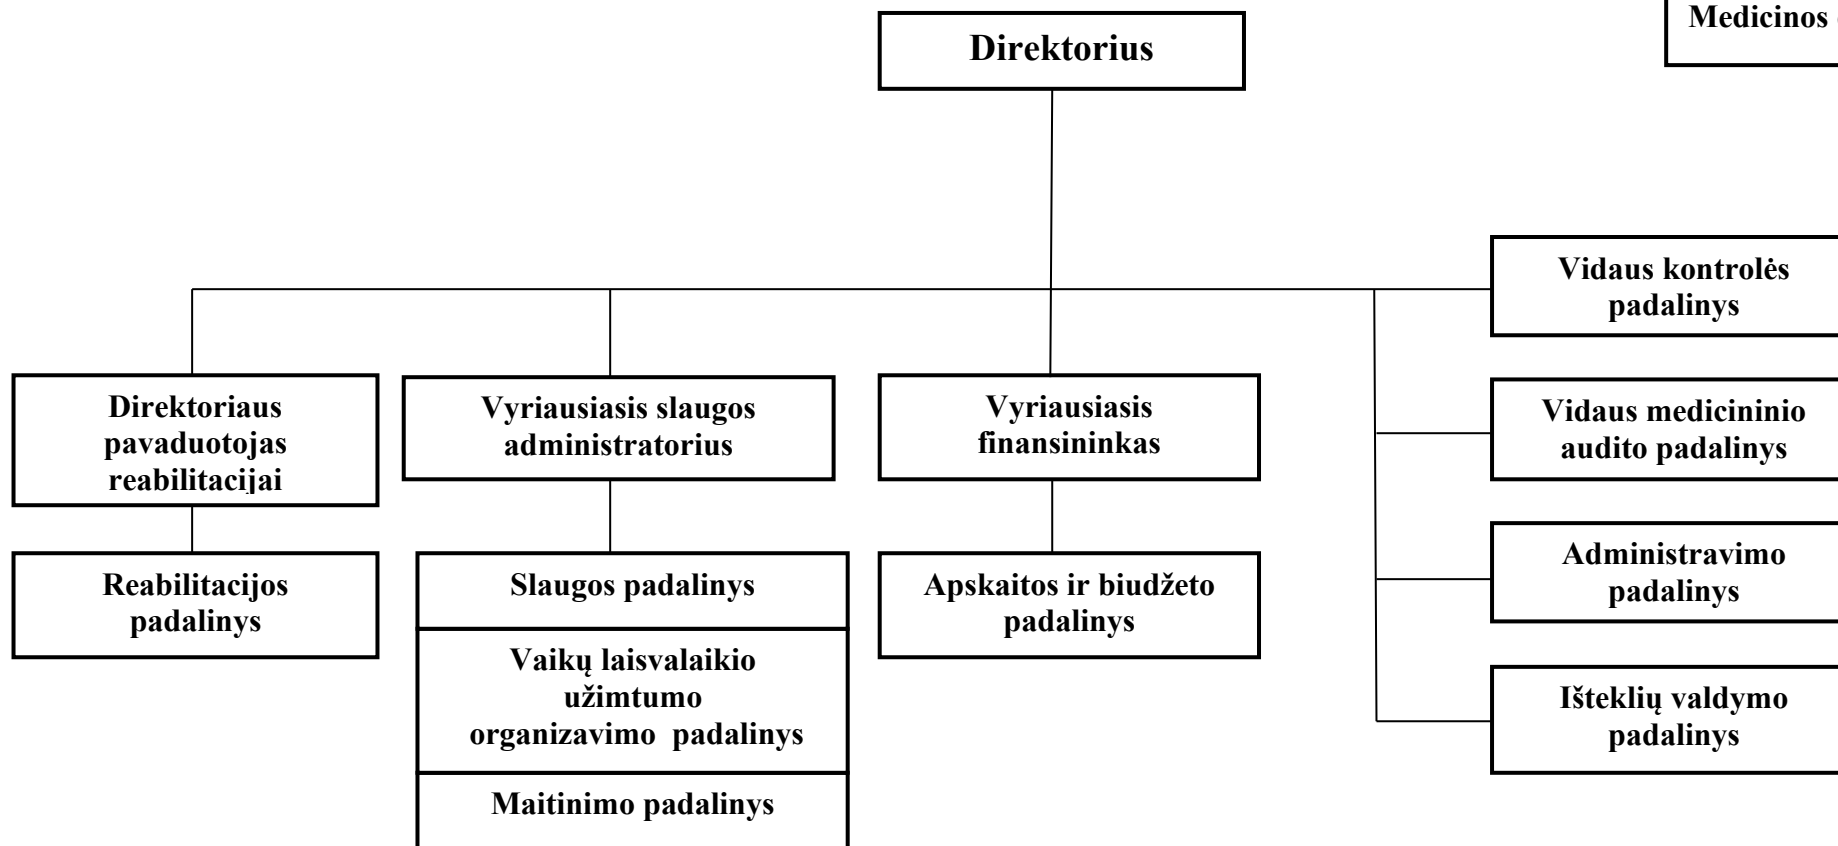 Medicinos
Direktorius
Vidaus kontrolės
padalinys
Direktoriaus
pavaduotojas
reabilitacijai
Vyriausiasis slaugos
administratorius
Vyriausiasis
finansininkas
Vidaus medicininio
audito padalinys
Reabilitacijos
padalinys
Slaugos padalinys
Vaikų laisvalaikio
užimtumo
organizavimo padalinys
Maitinimo padalinys
Apskaitos ir biudžeto
padalinys
Administravimo
padalinys
Išteklių valdymo
padalinys